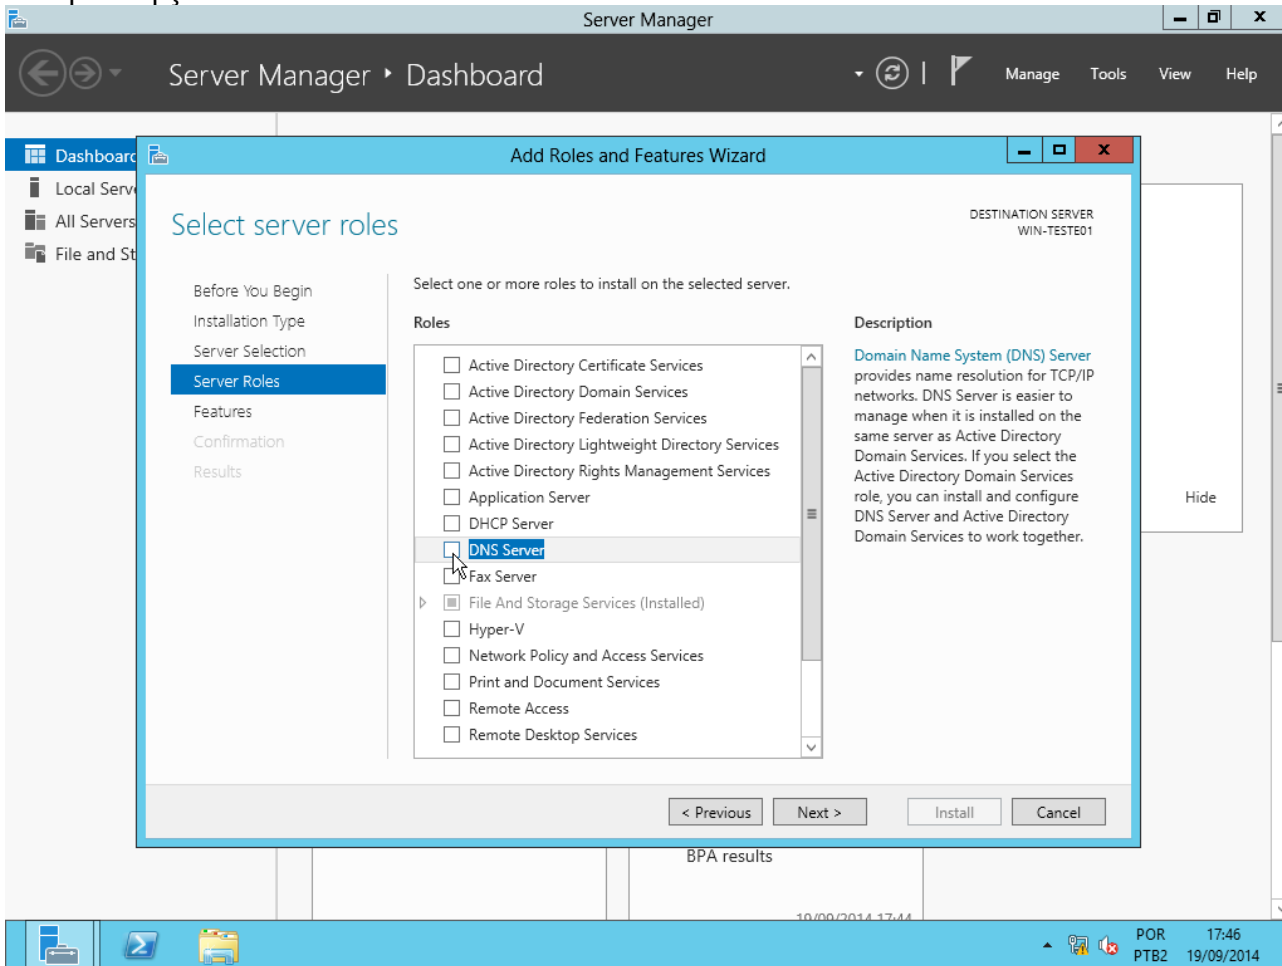 Server Manager
Server Manager ‣ Dashboard
Manage Tools View Help
Dashboard
Local Serve
All Servers
File and St
Add Roles and Features Wizard
Select server roles
DESTINATION SERVER
WIN-TESTE01
Before You Begin
Installation Type
Server Selection
Server Roles
Features
Confirmation
Results
Select one or more roles to install on the selected server.
Roles
Active Directory Certificate Services
Active Directory Domain Services
Active Directory Federation Services
Active Directory Lightweight Directory Services
Active Directory Rights Management Services
Application Server
DHCP Server
DNS Server
Fax Server
File And Storage Services (Installed)
Hyper-V
Network Policy and Access Services
Print and Document Services
Remote Access
Remote Desktop Services
Description
Domain Name System (DNS) Server
provides name resolution for TCP/IP
networks. DNS Server is easier to
manage when it is installed on the
same server as Active Directory
Domain Services. If you select the
Active Directory Domain Services
role, you can install and configure
DNS Server and Active Directory
Domain Services to work together.
Hide
< Previous
Next >
Install
Cancel
BPA results
19/09/2014 17:44
POR
PTB2
17:46
19/09/2014